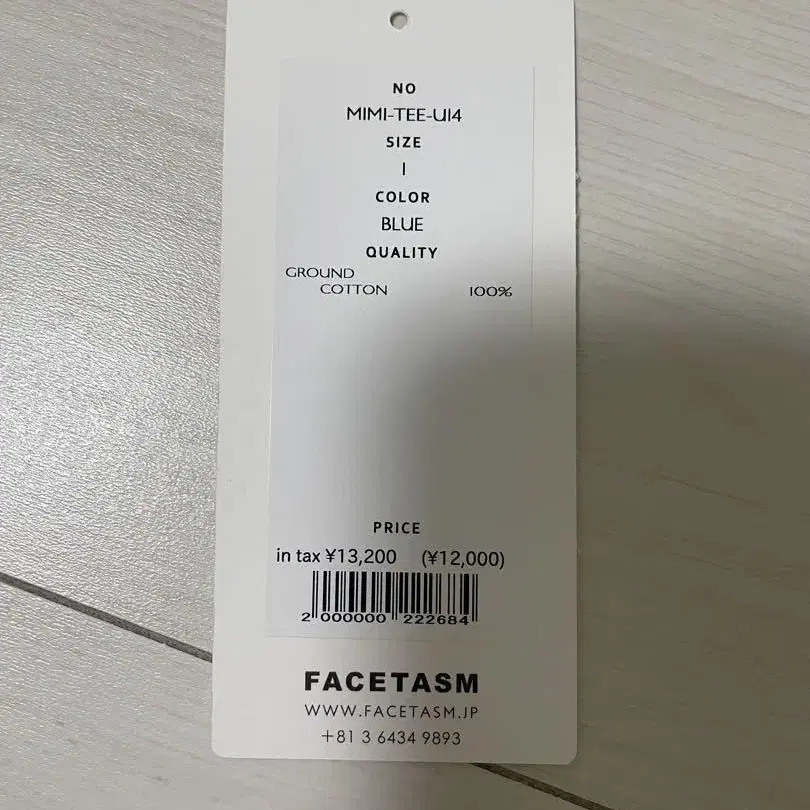 NO
MIMI-TEE-U14
SIZE
1
COLOR
BLUE
QUALITY
GROUND
COTTON 100%
PRICE
in tax ¥13,200 (¥12,000)
2 000000 222684
FACETASM
WWW.FACETASM.JP
+81 3 6434 9893